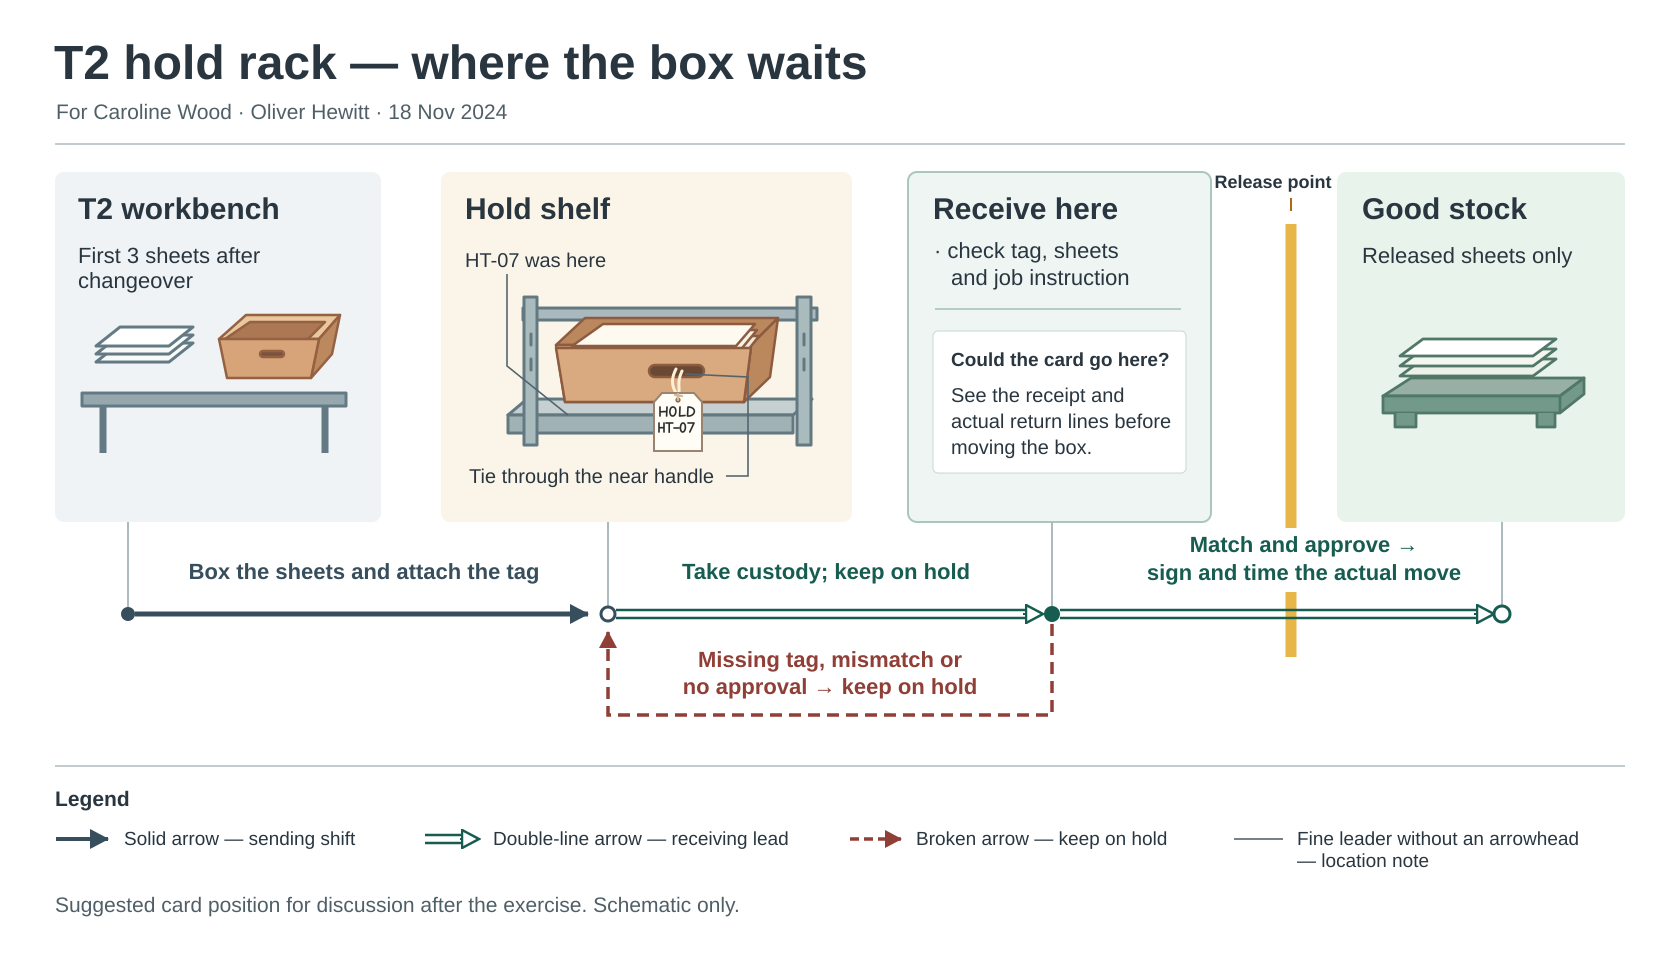 T2 hold rack — where the box waits
For Caroline Wood · Oliver Hewitt · 18 Nov 2024
T2 workbench
First 3 sheets after
changeover
Hold shelf
HT-07 was here
HOLD
HT-07
Tie through the near handle
Receive here
· check tag, sheets
and job instruction
Could the card go here?
See the receipt and
actual return lines before
moving the box.
Release point
Good stock
Released sheets only
Box the sheets and attach the tag
Take custody; keep on hold
Match and approve →
sign and time the actual move
Missing tag, mismatch or
no approval → keep on hold
Legend
Solid arrow — sending shift
Double-line arrow — receiving lead
Broken arrow — keep on hold
Fine leader without an arrowhead
— location note
Suggested card position for discussion after the exercise. Schematic only.